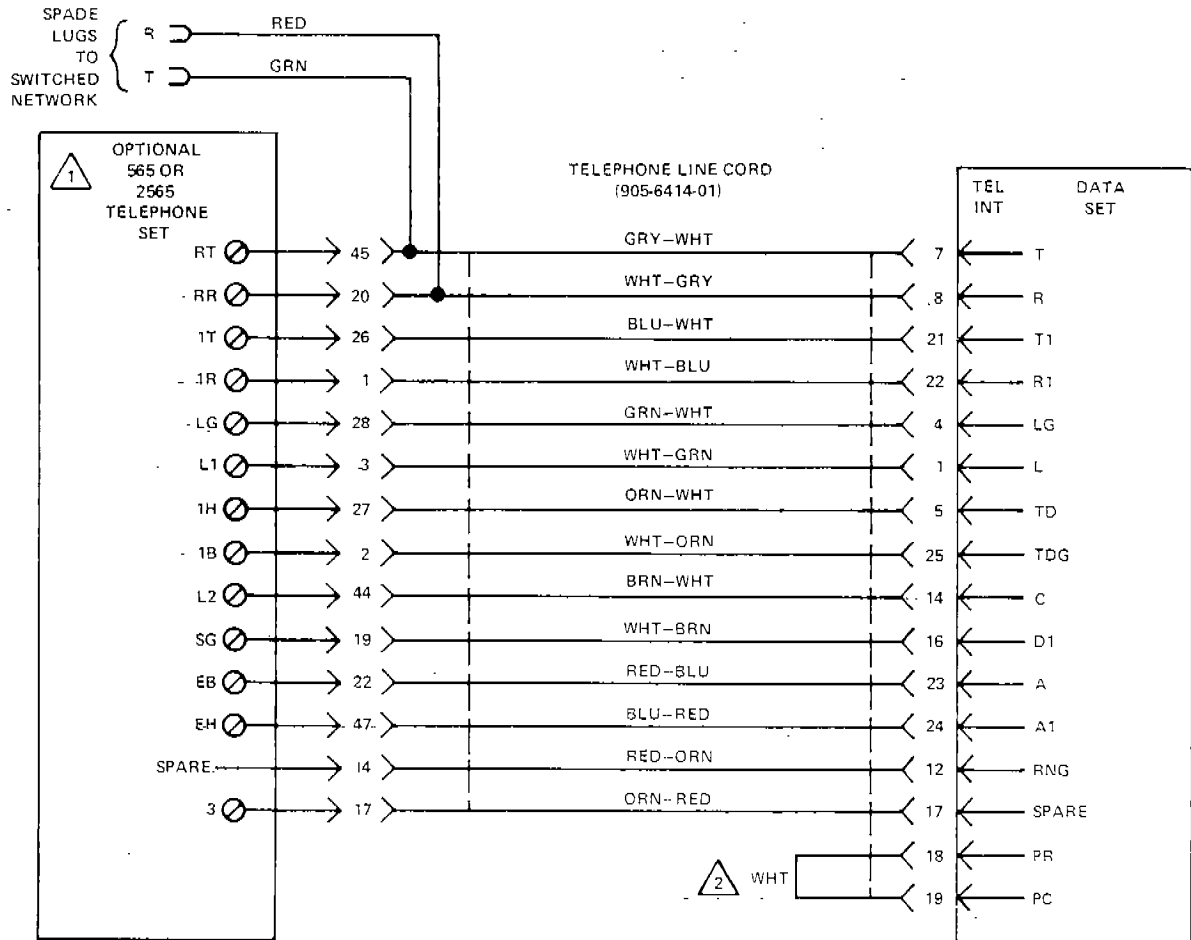 SPADE
LUGS
TO
SWITCHED
NETWORK
R
RED
T
GRN
1
OPTIONAL
565 OR
2565
TELEPHONE
SET
TELEPHONE LINE CORD
(905-6414-01)
TEL
INT
DATA
SET
RT 45 GRY-WHT 7 T
RR 20 WHT-GRY 8 R
1T 26 BLU-WHT 21 T1
1R 1 WHT-BLU 22 R1
LG 28 GRN-WHT 4 LG
L1 3 WHT-GRN 1 L
1H 27 ORN-WHT 5 TD
1B 2 WHT-ORN 25 TDG
L2 44 BRN-WHT 14 C
SG 19 WHT-BRN 16 D1
EB 22 RED-BLU 23 A
EH 47 BLU-RED 24 A1
SPARE 14 RED-ORN 12 RNG
3 17 ORN-RED 17 SPARE
18 PR
2 WHT
19 PC